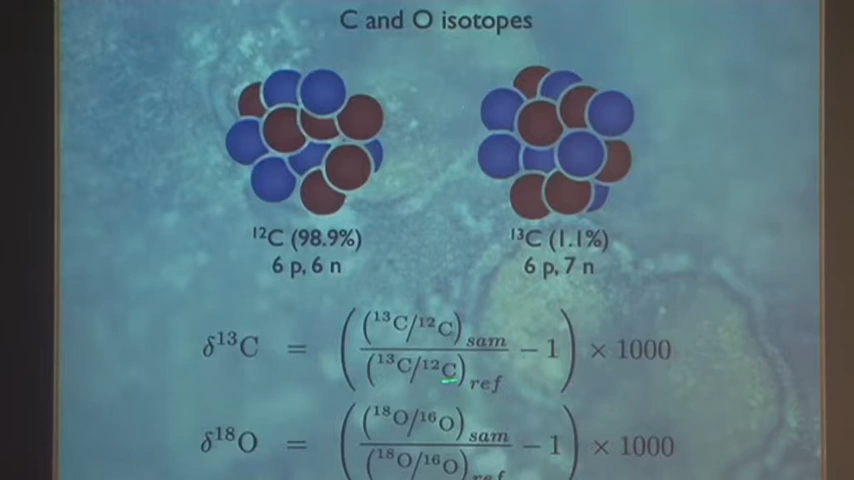 C and O isotopes
¹²C (98.9%) ¹³C (1.1%)
6 p, 6 n 6 p, 7 n
δ¹³C = ( (¹³C/¹²C)sam / (¹³C/¹²C)ref − 1 ) × 1000
δ¹⁸O = ( (¹⁸O/¹⁶O)sam / (¹⁸O/¹⁶O)ref − 1 ) × 1000